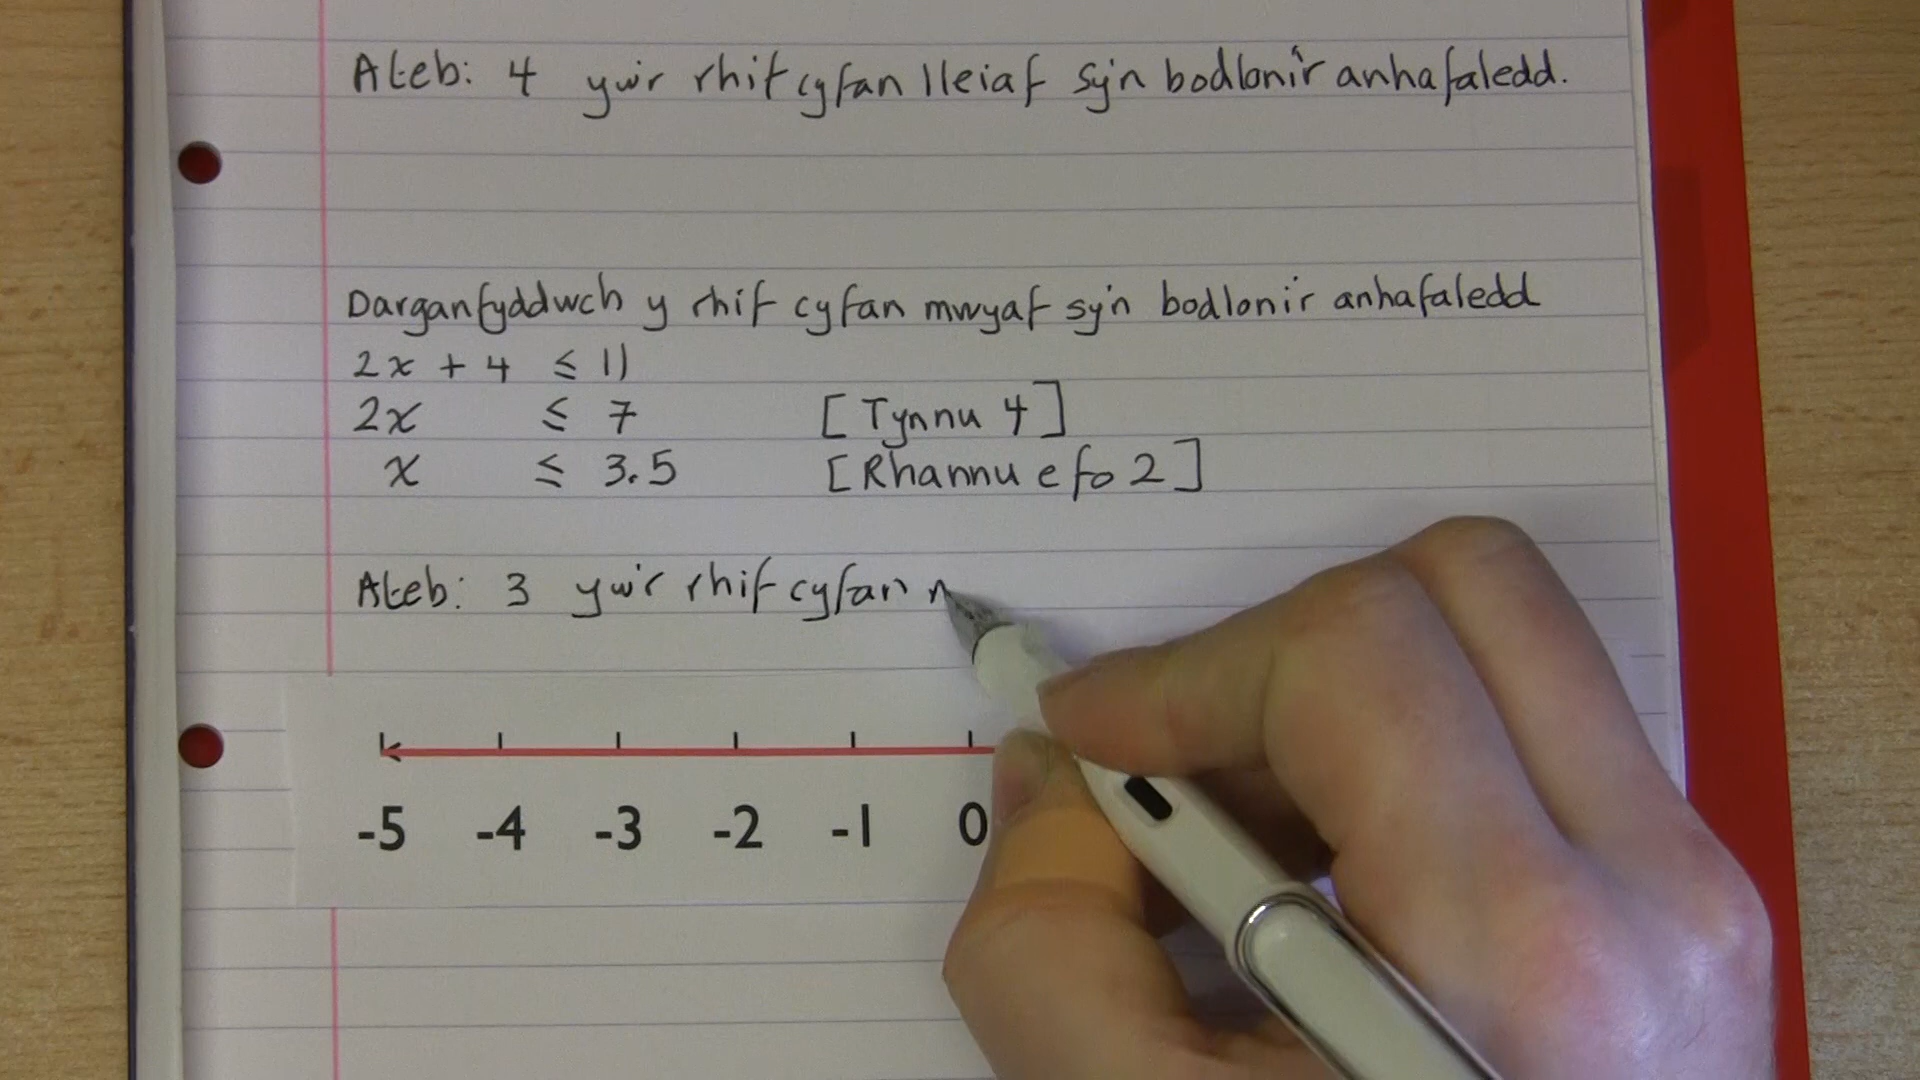 Ateb: 4 yw'r rhif cyfan lleiaf sy'n bodloni'r anhafaledd.
Darganfyddwch y rhif cyfan mwyaf sy'n bodloni'r anhafaledd
2x + 4 ≤ 11
2x ≤ 7 [Tynnu 4]
x ≤ 3.5 [Rhannu efo 2]
Ateb: 3 yw'r rhif cyfan
-5 -4 -3 -2 -1 0